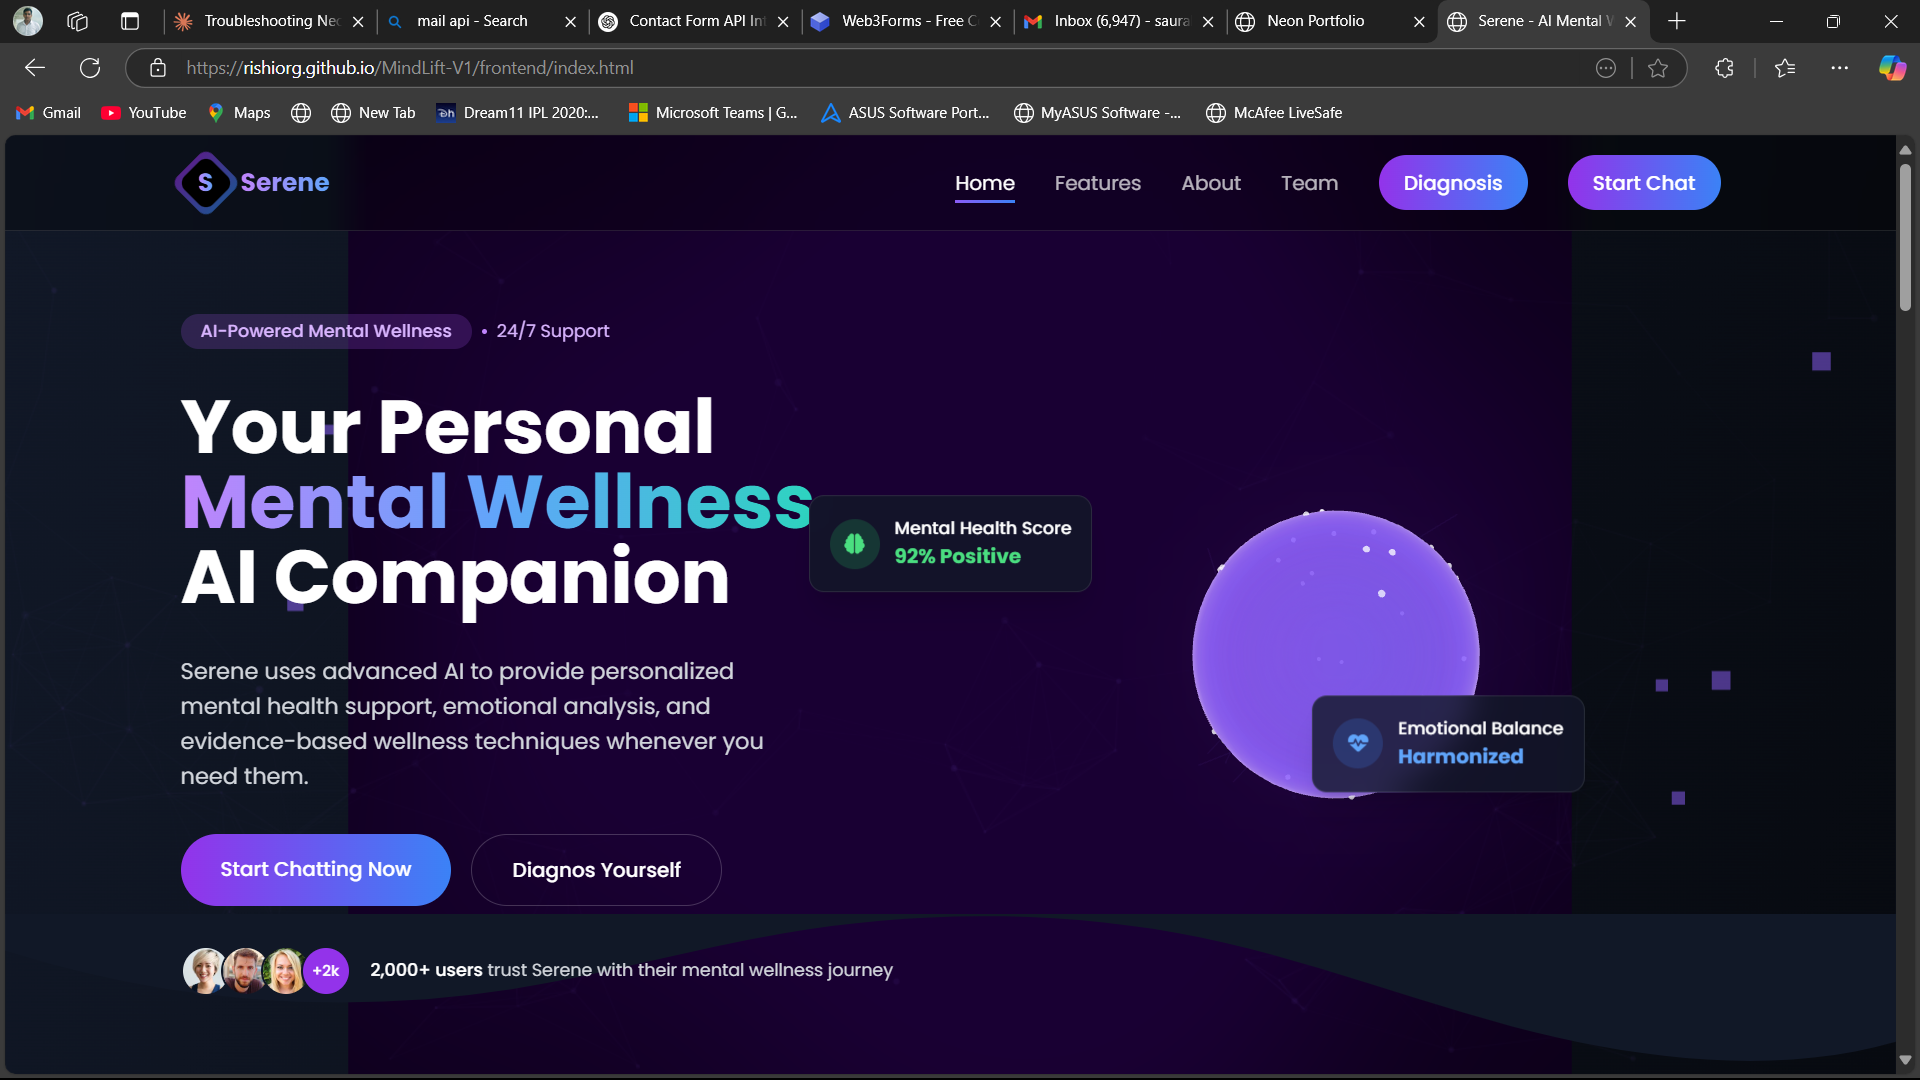 Troubleshooting Nec
mail api - Search
Contact Form API Int
Web3Forms - Free C
Inbox (6,947) - saura
Neon Portfolio
Serene - AI Mental W
https://rishiorg.github.io/MindLift-V1/frontend/index.html
Gmail
YouTube
Maps
New Tab
Dream11 IPL 2020:...
Microsoft Teams | G...
ASUS Software Port...
MyASUS Software -...
McAfee LiveSafe
S Serene
Home
Features
About
Team
Diagnosis
Start Chat
AI-Powered Mental Wellness • 24/7 Support
Your Personal
Mental Wellness
AI Companion
Mental Health Score
92% Positive
Serene uses advanced AI to provide personalized
mental health support, emotional analysis, and
evidence-based wellness techniques whenever you
need them.
Emotional Balance
Harmonized
Start Chatting Now
Diagnos Yourself
+2k
2,000+ users trust Serene with their mental wellness journey